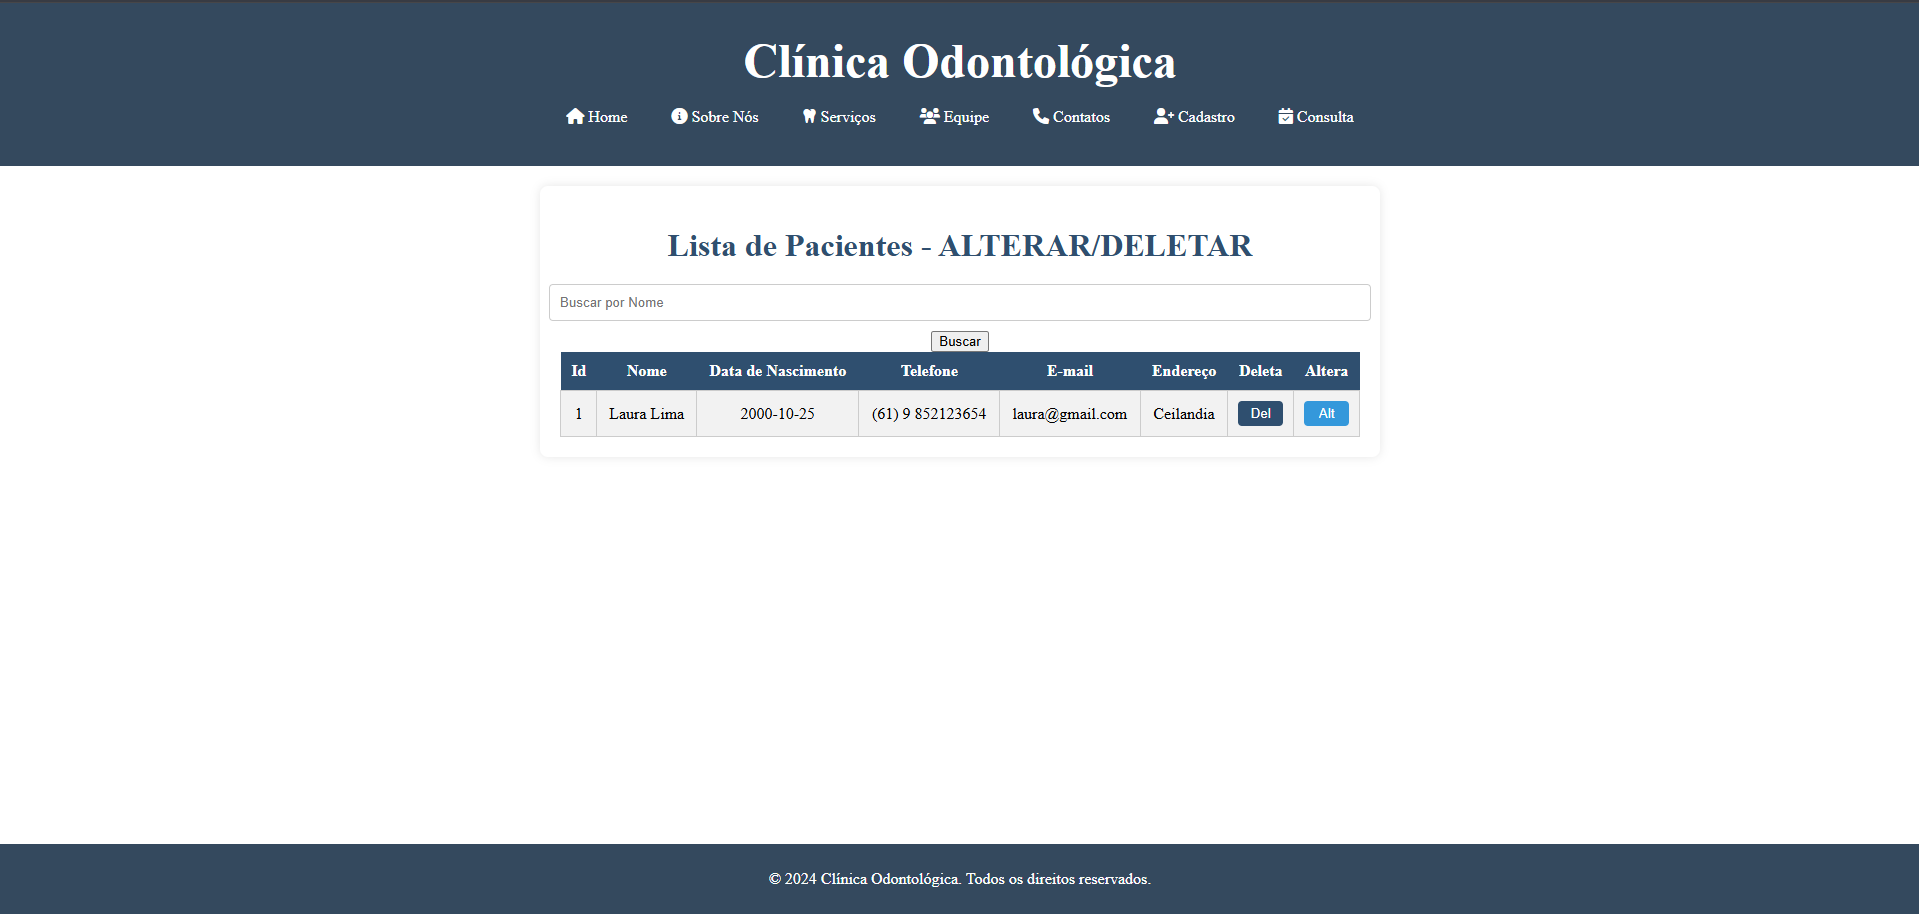 Clínica Odontológica
Home Sobre Nós Serviços Equipe Contatos Cadastro Consulta
Lista de Pacientes - ALTERAR/DELETAR
Buscar por Nome
Buscar
Id Nome Data de Nascimento Telefone E-mail Endereço Deleta Altera
1 Laura Lima 2000-10-25 (61) 9 852123654 laura@gmail.com Ceilandia Del Alt
© 2024 Clínica Odontológica. Todos os direitos reservados.